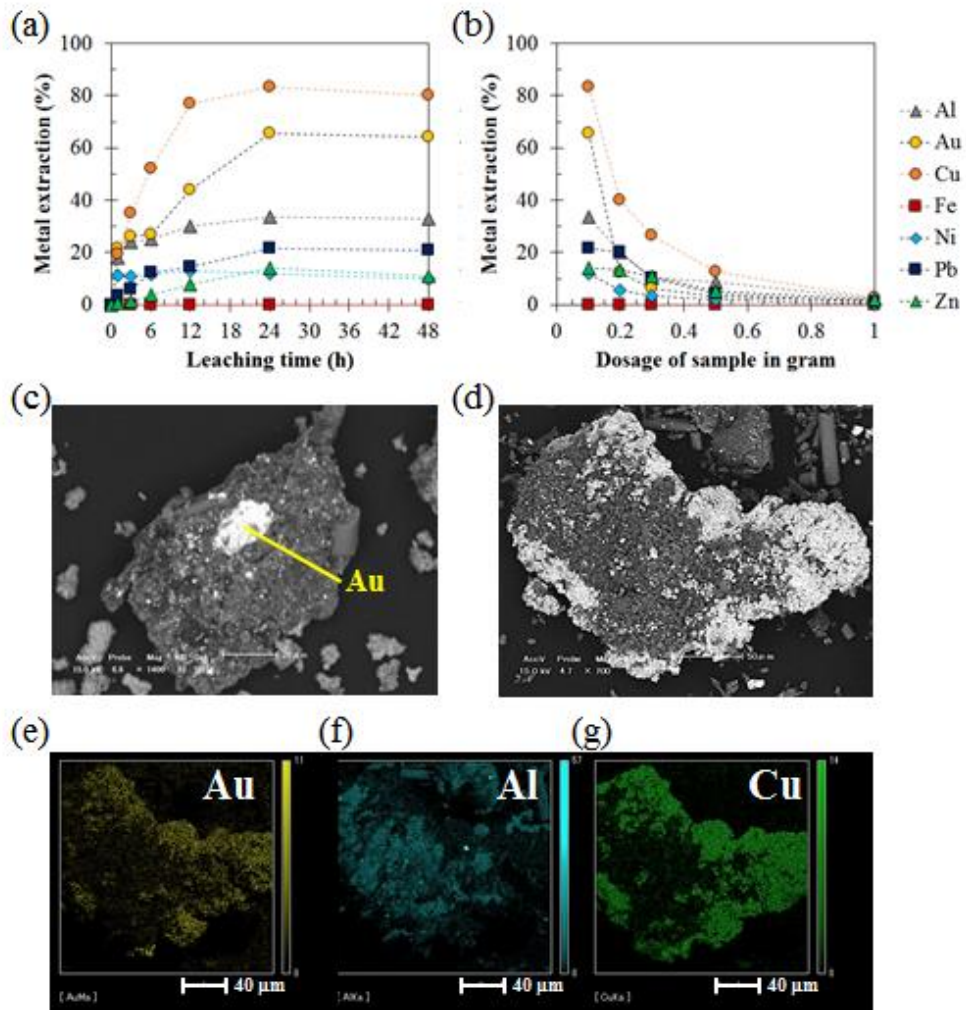 (a)
100
80
60
40
20
0
Metal extraction (%)
0 6 12 18 24 30 36 42 48
Leaching time (h)
(b)
100
80
60
40
20
0
Metal extraction (%)
0 0.2 0.4 0.6 0.8 1
Dosage of sample in gram
Al
Au
Cu
Fe
Ni
Pb
Zn
(c)
Au
(d)
(e)
Au
40 μm
(f)
Al
40 μm
(g)
Cu
40 μm